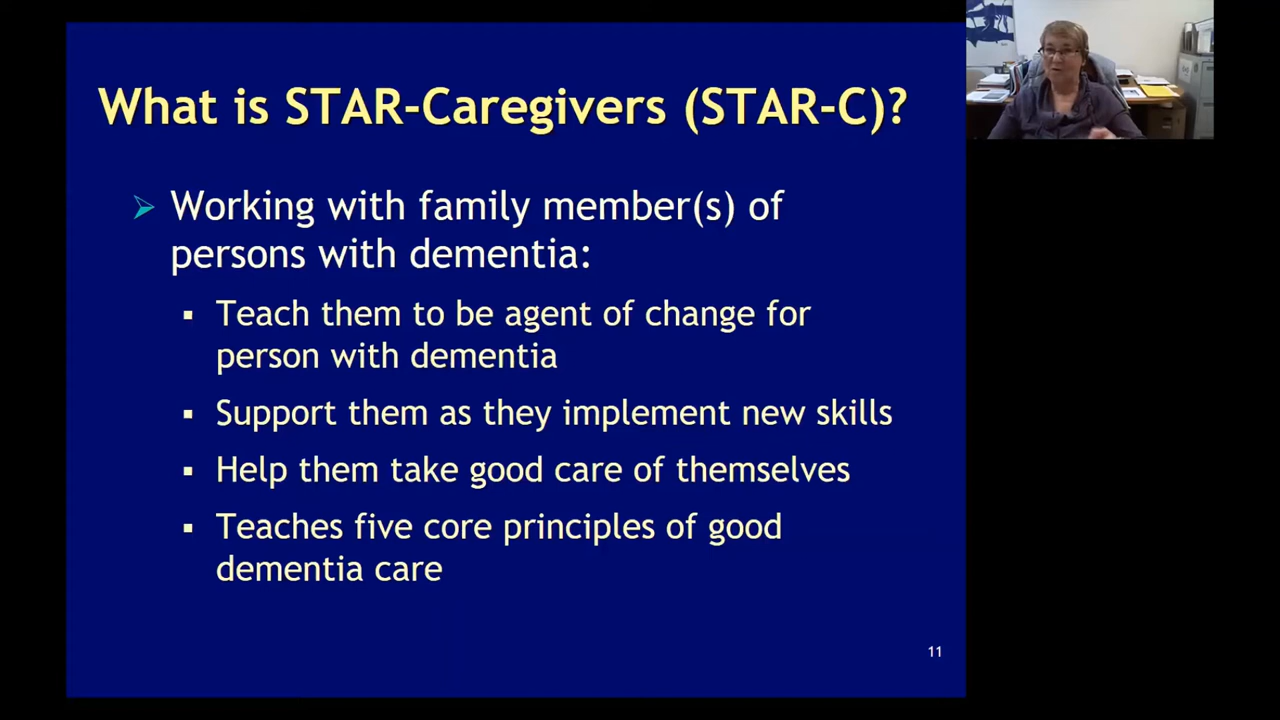 What is STAR-Caregivers (STAR-C)?
Working with family member(s) of
persons with dementia:
Teach them to be agent of change for
person with dementia
Support them as they implement new skills
Help them take good care of themselves
Teaches five core principles of good
dementia care
11